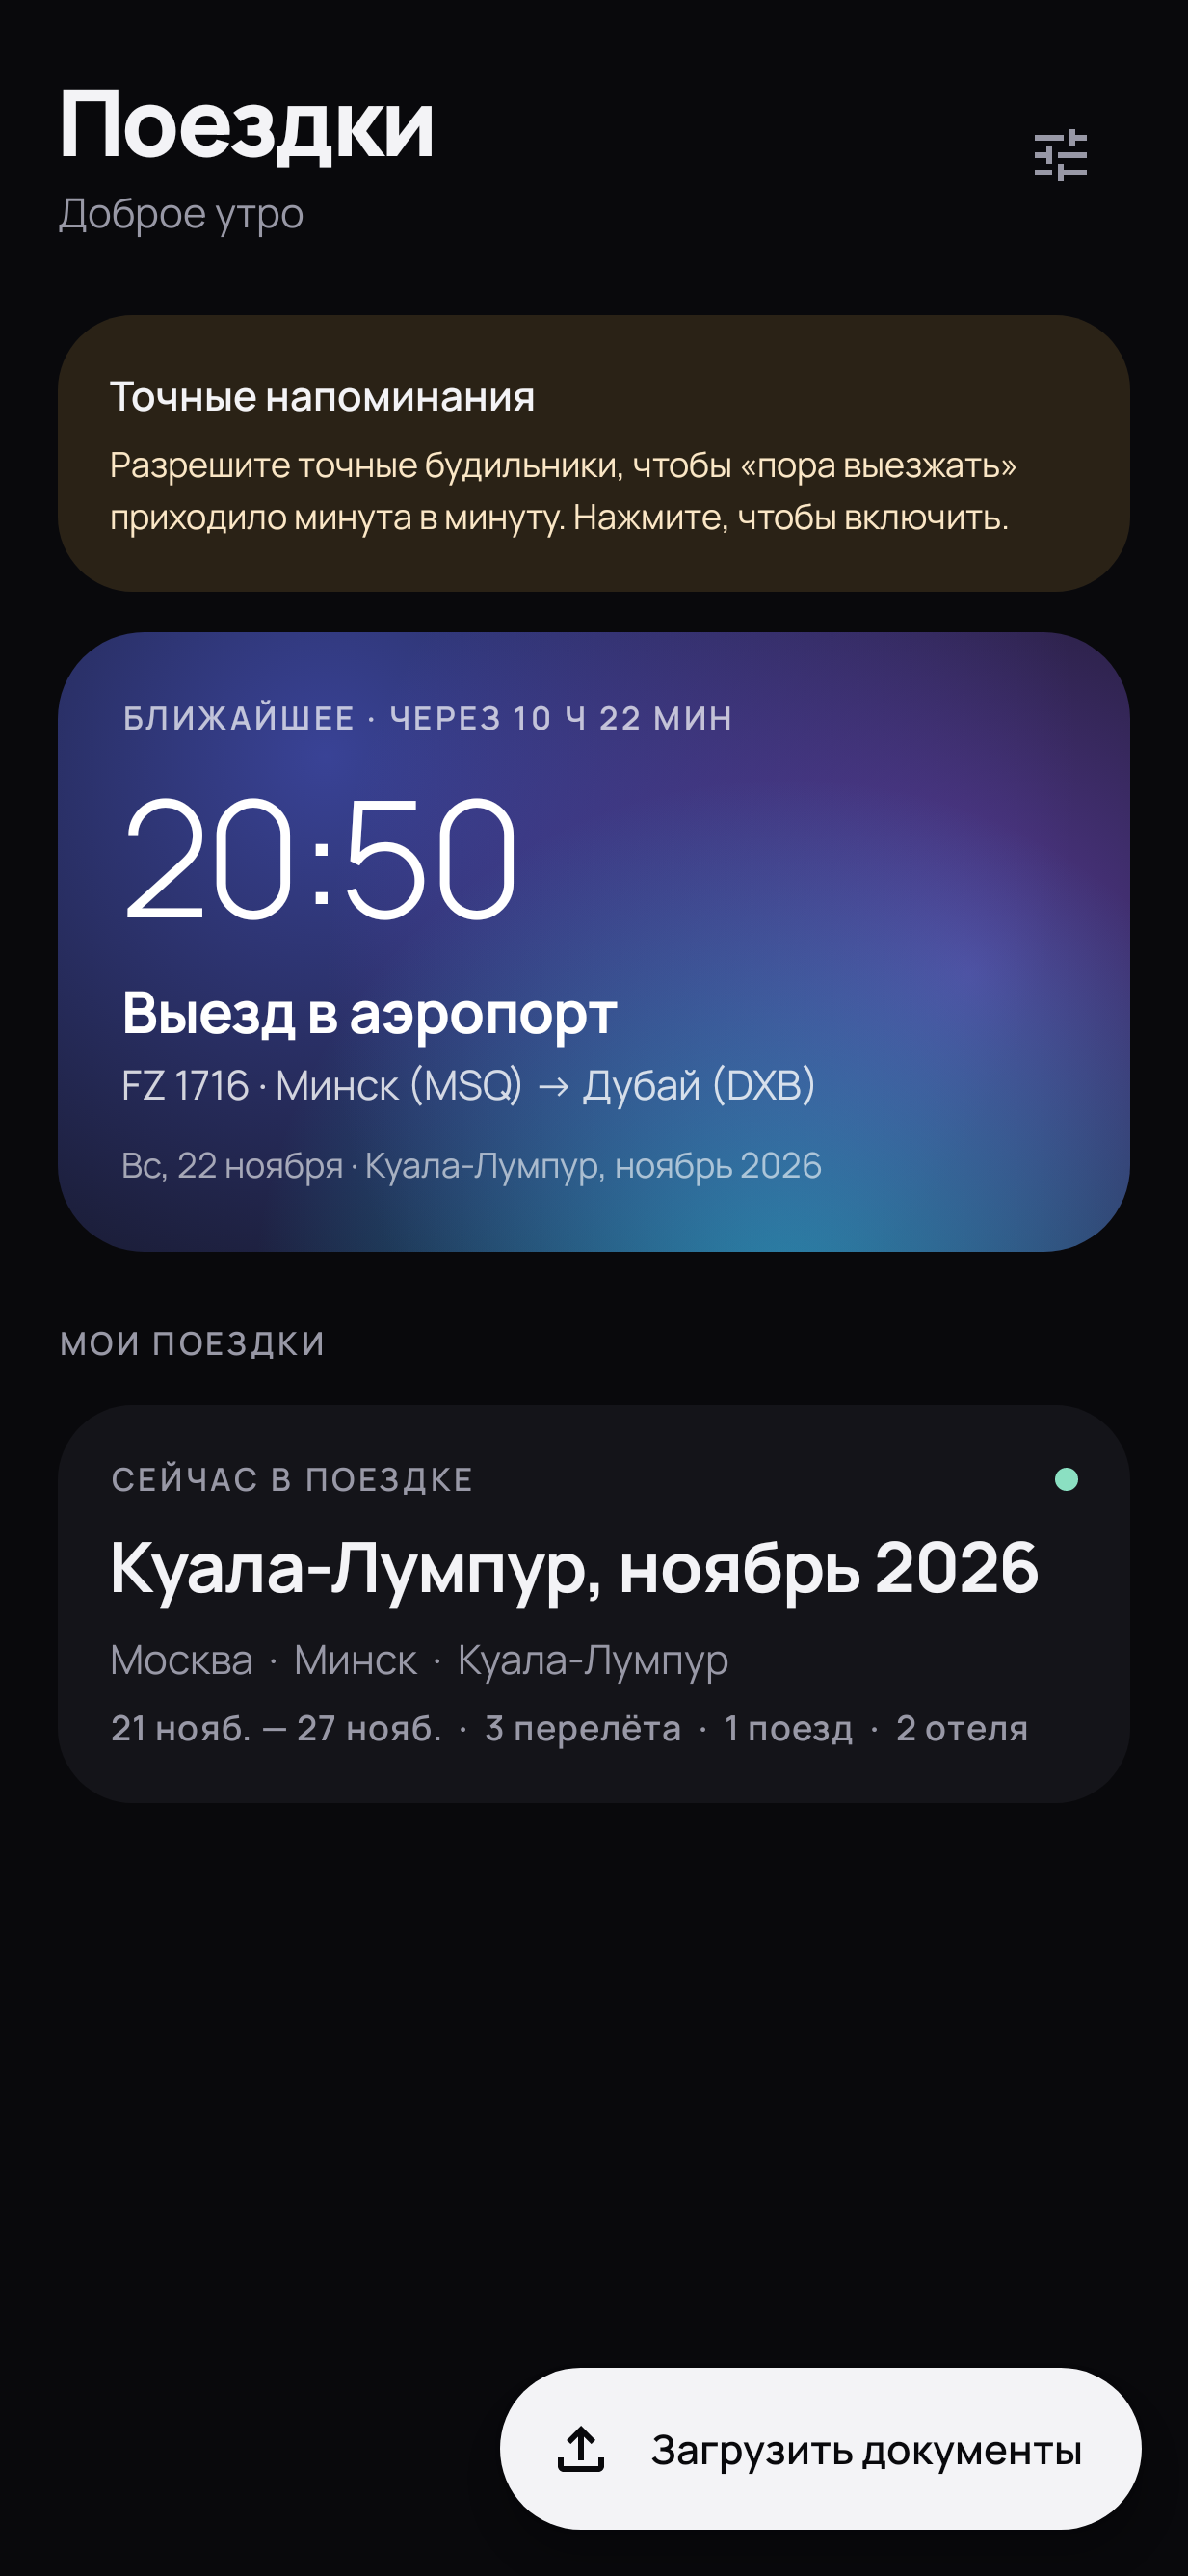 Поездки
Доброе утро
Точные напоминания
Разрешите точные будильники, чтобы «пора выезжать»
приходило минута в минуту. Нажмите, чтобы включить.
БЛИЖАЙШЕЕ · ЧЕРЕЗ 10 Ч 22 МИН
20:50
Выезд в аэропорт
FZ 1716 · Минск (MSQ) → Дубай (DXB)
Вс, 22 ноября · Куала-Лумпур, ноябрь 2026
МОИ ПОЕЗДКИ
СЕЙЧАС В ПОЕЗДКЕ
Куала-Лумпур, ноябрь 2026
Москва · Минск · Куала-Лумпур
21 нояб. — 27 нояб. · 3 перелёта · 1 поезд · 2 отеля
Загрузить документы